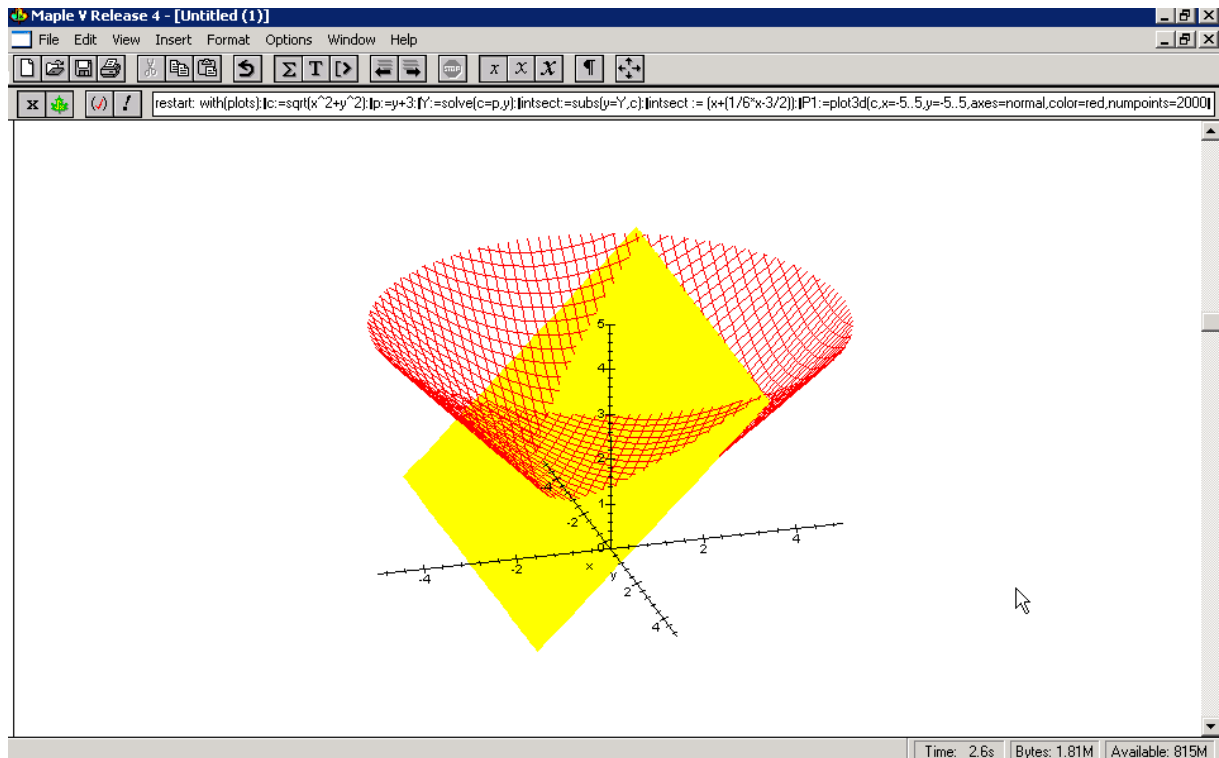 Maple V Release 4 - [Untitled (1)]
File Edit View Insert Format Options Window Help
Σ T [> STOP x x x ¶
x (√) ! restart: with(plots):c:=sqrt(x^2+y^2):p:=y+3:Y:=solve(c=p,y):intsect:=subs(y=Y,c):intsect := (x+(1/6*x-3/2)):P1:=plot3d(c,x=-5..5,y=-5..5,axes=normal,color=red,numpoints=2000
5
4
3
2
-4
1
-2
0 2 4
-4 -2 x y
2
4
Time: 2.6s Bytes: 1.81M Available: 815M